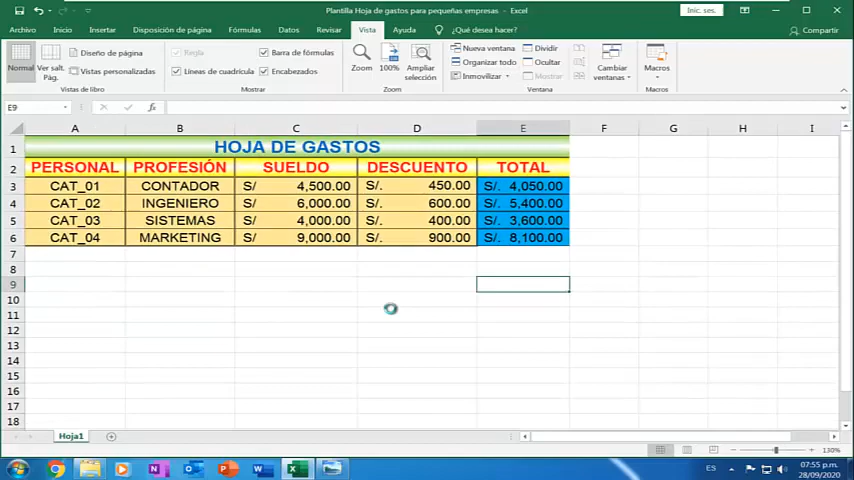 Plantilla Hoja de gastos para pequeñas empresas - Excel
Inic. ses.
Archivo Inicio Insertar Disposición de página Fórmulas Datos Revisar Vista Ayuda ¿Qué desea hacer? Compartir
Normal
Ver salt. Pág.
Diseño de página
Vistas personalizadas
Vistas de libro
Regla
Barra de fórmulas
Líneas de cuadrícula
Encabezados
Mostrar
Zoom
100%
Ampliar selección
Zoom
Nueva ventana
Organizar todo
Inmovilizar
Dividir
Ocultar
Mostrar
Cambiar ventanas
Ventana
Macros
Macros
E9 fx
A B C D E F G H I
1 HOJA DE GASTOS
2 PERSONAL PROFESIÓN SUELDO DESCUENTO TOTAL
3 CAT_01 CONTADOR S/ 4,500.00 S/. 450.00 S/. 4,050.00
4 CAT_02 INGENIERO S/ 6,000.00 S/. 600.00 S/. 5,400.00
5 CAT_03 SISTEMAS S/ 4,000.00 S/. 400.00 S/. 3,600.00
6 CAT_04 MARKETING S/ 9,000.00 S/. 900.00 S/. 8,100.00
7
8
9
10
11
12
13
14
15
16
17
18
Hoja1
130%
ES
07:55 p.m.
28/09/2020